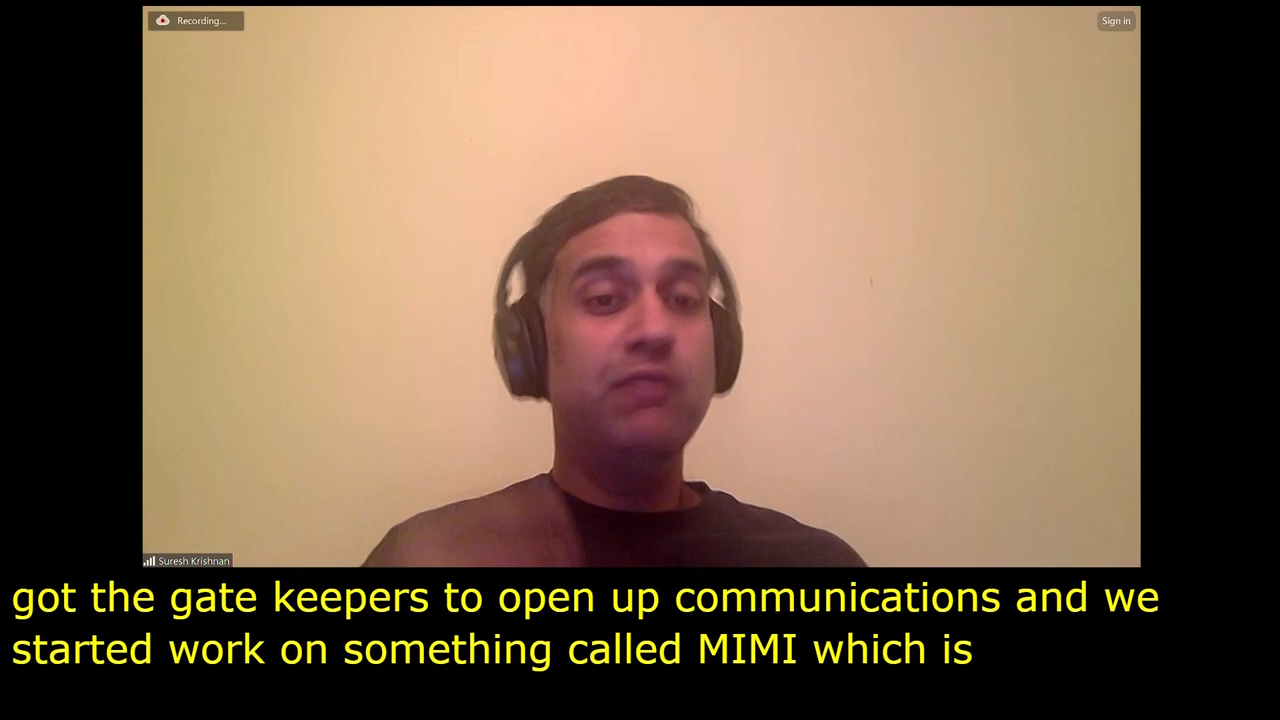 Recording...
Sign in
Suresh Krishnan
got the gate keepers to open up communications and we
started work on something called MIMI which is